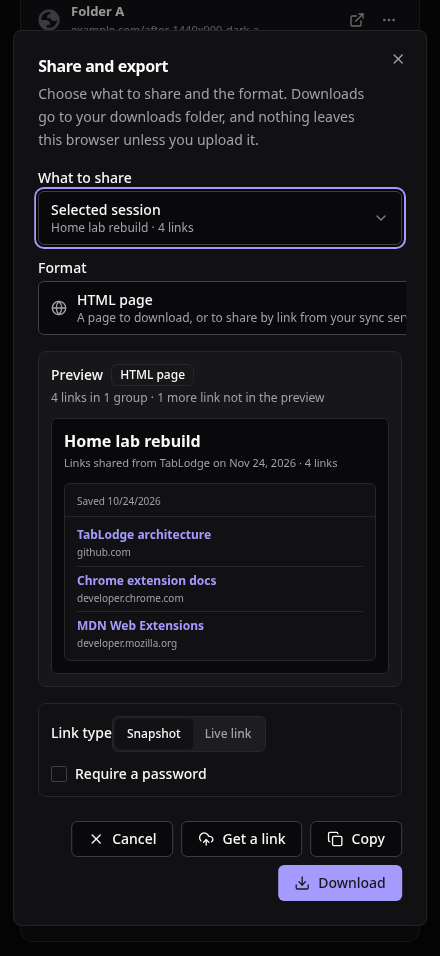 Folder A
example.com/after-1440x900-dark-a
Share and export
Choose what to share and the format. Downloads
go to your downloads folder, and nothing leaves
this browser unless you upload it.
What to share
Selected session
Home lab rebuild · 4 links
Format
HTML page
A page to download, or to share by link from your sync ser
Preview HTML page
4 links in 1 group · 1 more link not in the preview
Home lab rebuild
Links shared from TabLodge on Nov 24, 2026 · 4 links
Saved 10/24/2026
TabLodge architecture
github.com
Chrome extension docs
developer.chrome.com
MDN Web Extensions
developer.mozilla.org
Link type Snapshot Live link
Require a password
Cancel Get a link Copy
Download